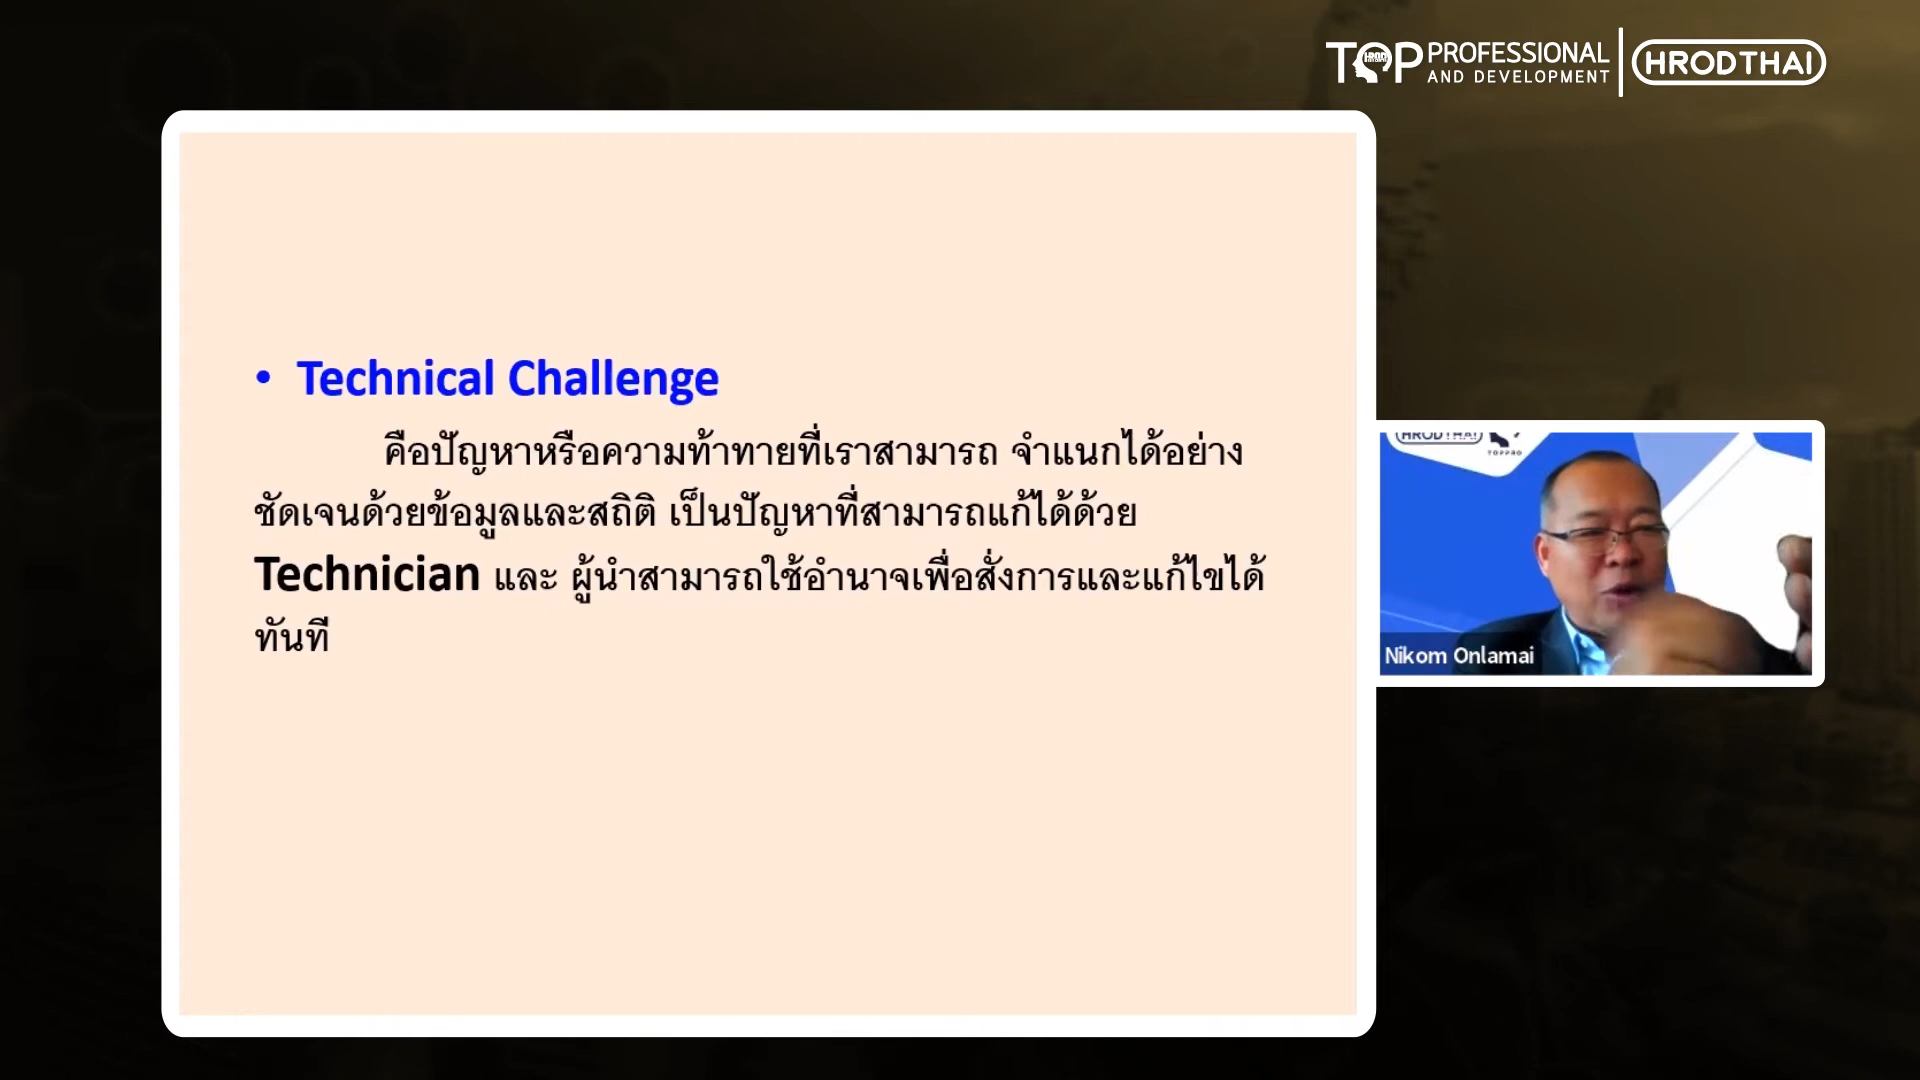 TOP PROFESSIONAL
AND DEVELOPMENT
HRODTHAI
• Technical Challenge
คือปัญหาหรือความท้าทายที่เราสามารถ จำแนกได้อย่าง
ชัดเจนด้วยข้อมูลและสถิติ เป็นปัญหาที่สามารถแก้ได้ด้วย
Technician และ ผู้นำสามารถใช้อำนาจเพื่อสั่งการและแก้ไขได้
ทันที
HRODTHAI
TOPPRO
Nikom Onlamai